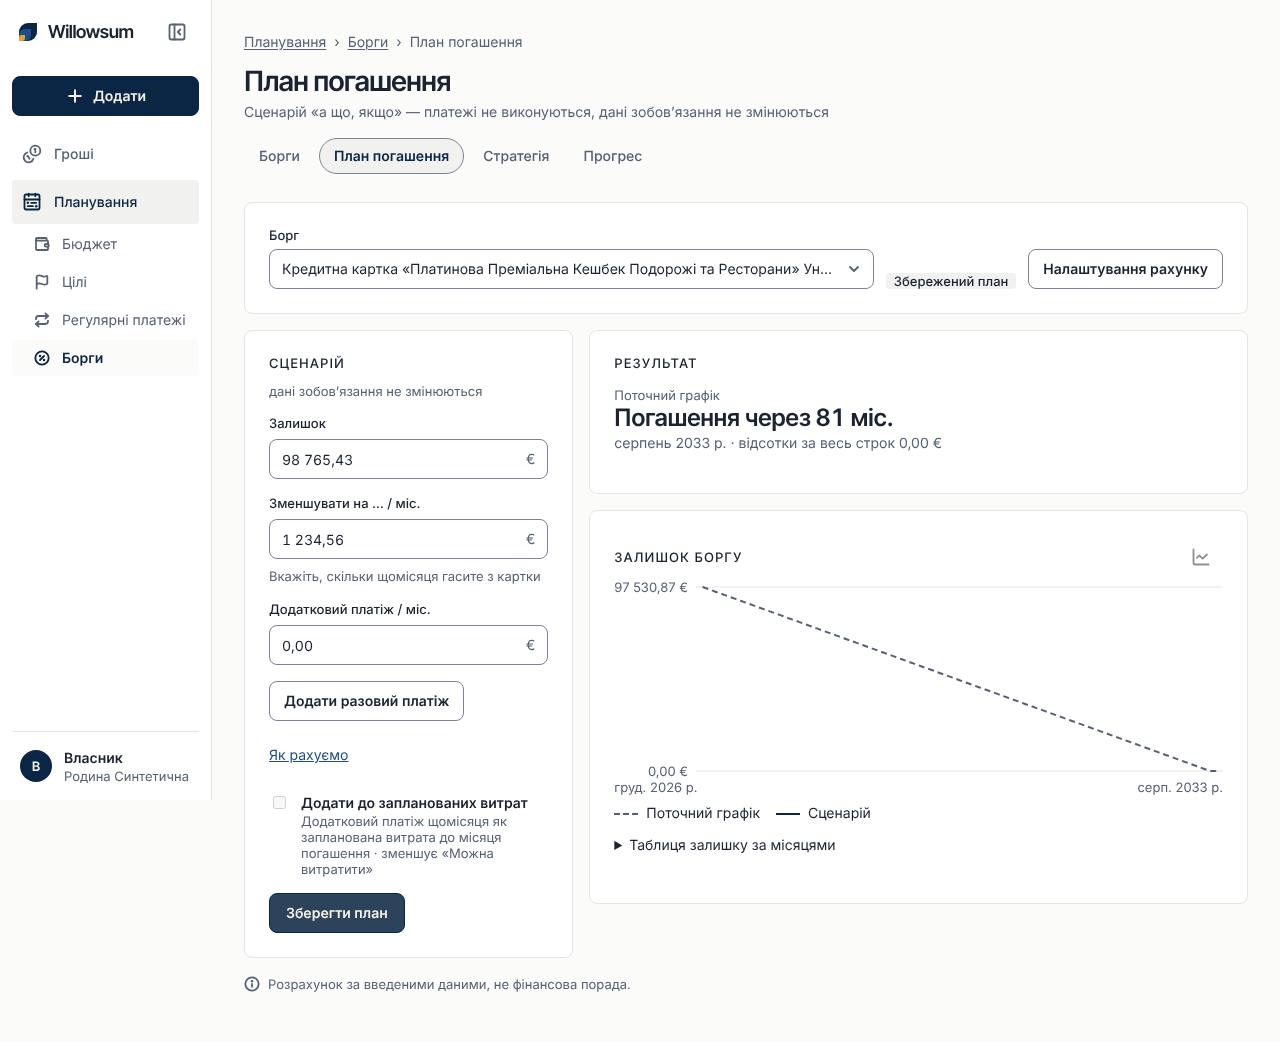 Willowsum
Додати
Гроші
Планування
Бюджет
Цілі
Регулярні платежі
Борги
В
Власник
Родина Синтетична
Планування › Борги › План погашення
План погашення
Сценарій «а що, якщо» — платежі не виконуються, дані зобов’язання не змінюються
Борги
План погашення
Стратегія
Прогрес
Борг
Кредитна картка «Платинова Преміальна Кешбек Подорожі та Ресторани» Ун...
Збережений план
Налаштування рахунку
СЦЕНАРІЙ
дані зобов’язання не змінюються
Залишок
98 765,43 €
Зменшувати на ... / міс.
1 234,56 €
Вкажіть, скільки щомісяця гасите з картки
Додатковий платіж / міс.
0,00 €
Додати разовий платіж
Як рахуємо
Додати до запланованих витрат
Додатковий платіж щомісяця як
запланована витрата до місяця
погашення · зменшує «Можна
витратити»
Зберегти план
РЕЗУЛЬТАТ
Поточний графік
Погашення через 81 міс.
серпень 2033 р. · відсотки за весь строк 0,00 €
ЗАЛИШОК БОРГУ
97 530,87 €
0,00 €
груд. 2026 р.
серп. 2033 р.
Поточний графік
Сценарій
Таблиця залишку за місяцями
Розрахунок за введеними даними, не фінансова порада.